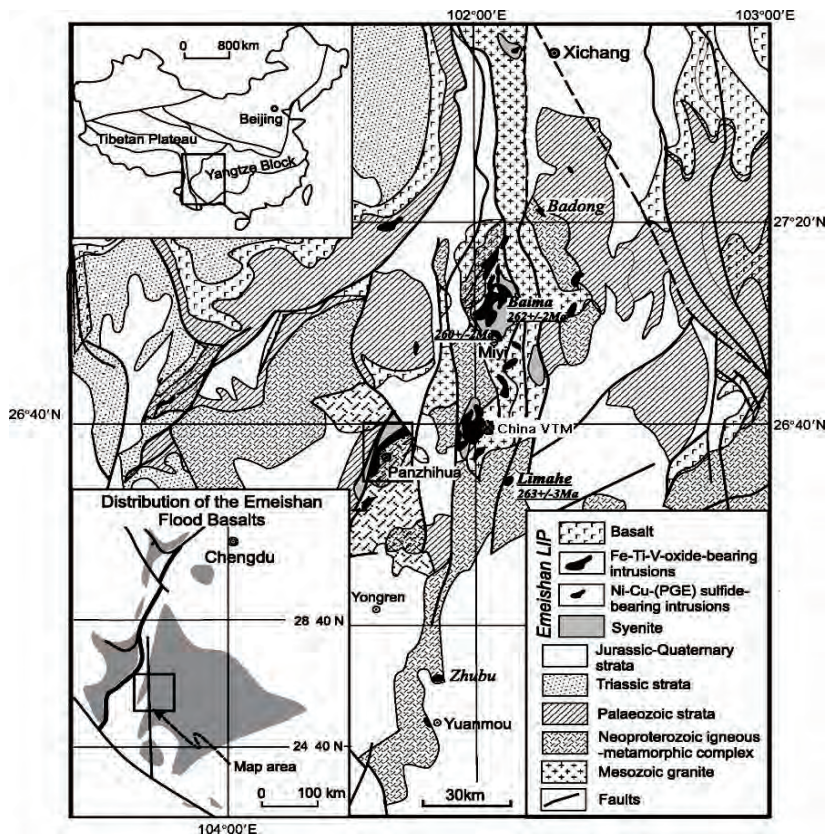 102°00'E
103°00'E
0 800km
Beijing
Tibetan Plateau
Yangtze Block
Xichang
Badong
27°20'N
Baima
262+/-2Ma
260+/-2Ma
Miyi
26°40'N
26°40'N
China VTM
Panzhihua
Limahe
263+/-3Ma
Distribution of the Emeishan
Flood Basalts
Chengdu
28 40 N
24 40 N
Map area
0 100 km
104°00'E
Yongren
Zhubu
Yuanmou
30km
Emeishan LIP
Basalt
Fe-Ti-V-oxide-bearing
intrusions
Ni-Cu-(PGE) sulfide-
bearing intrusions
Syenite
Jurassic-Quaternary
strata
Triassic strata
Palaeozoic strata
Neoproterozoic igneous
-metamorphic complex
Mesozoic granite
Faults